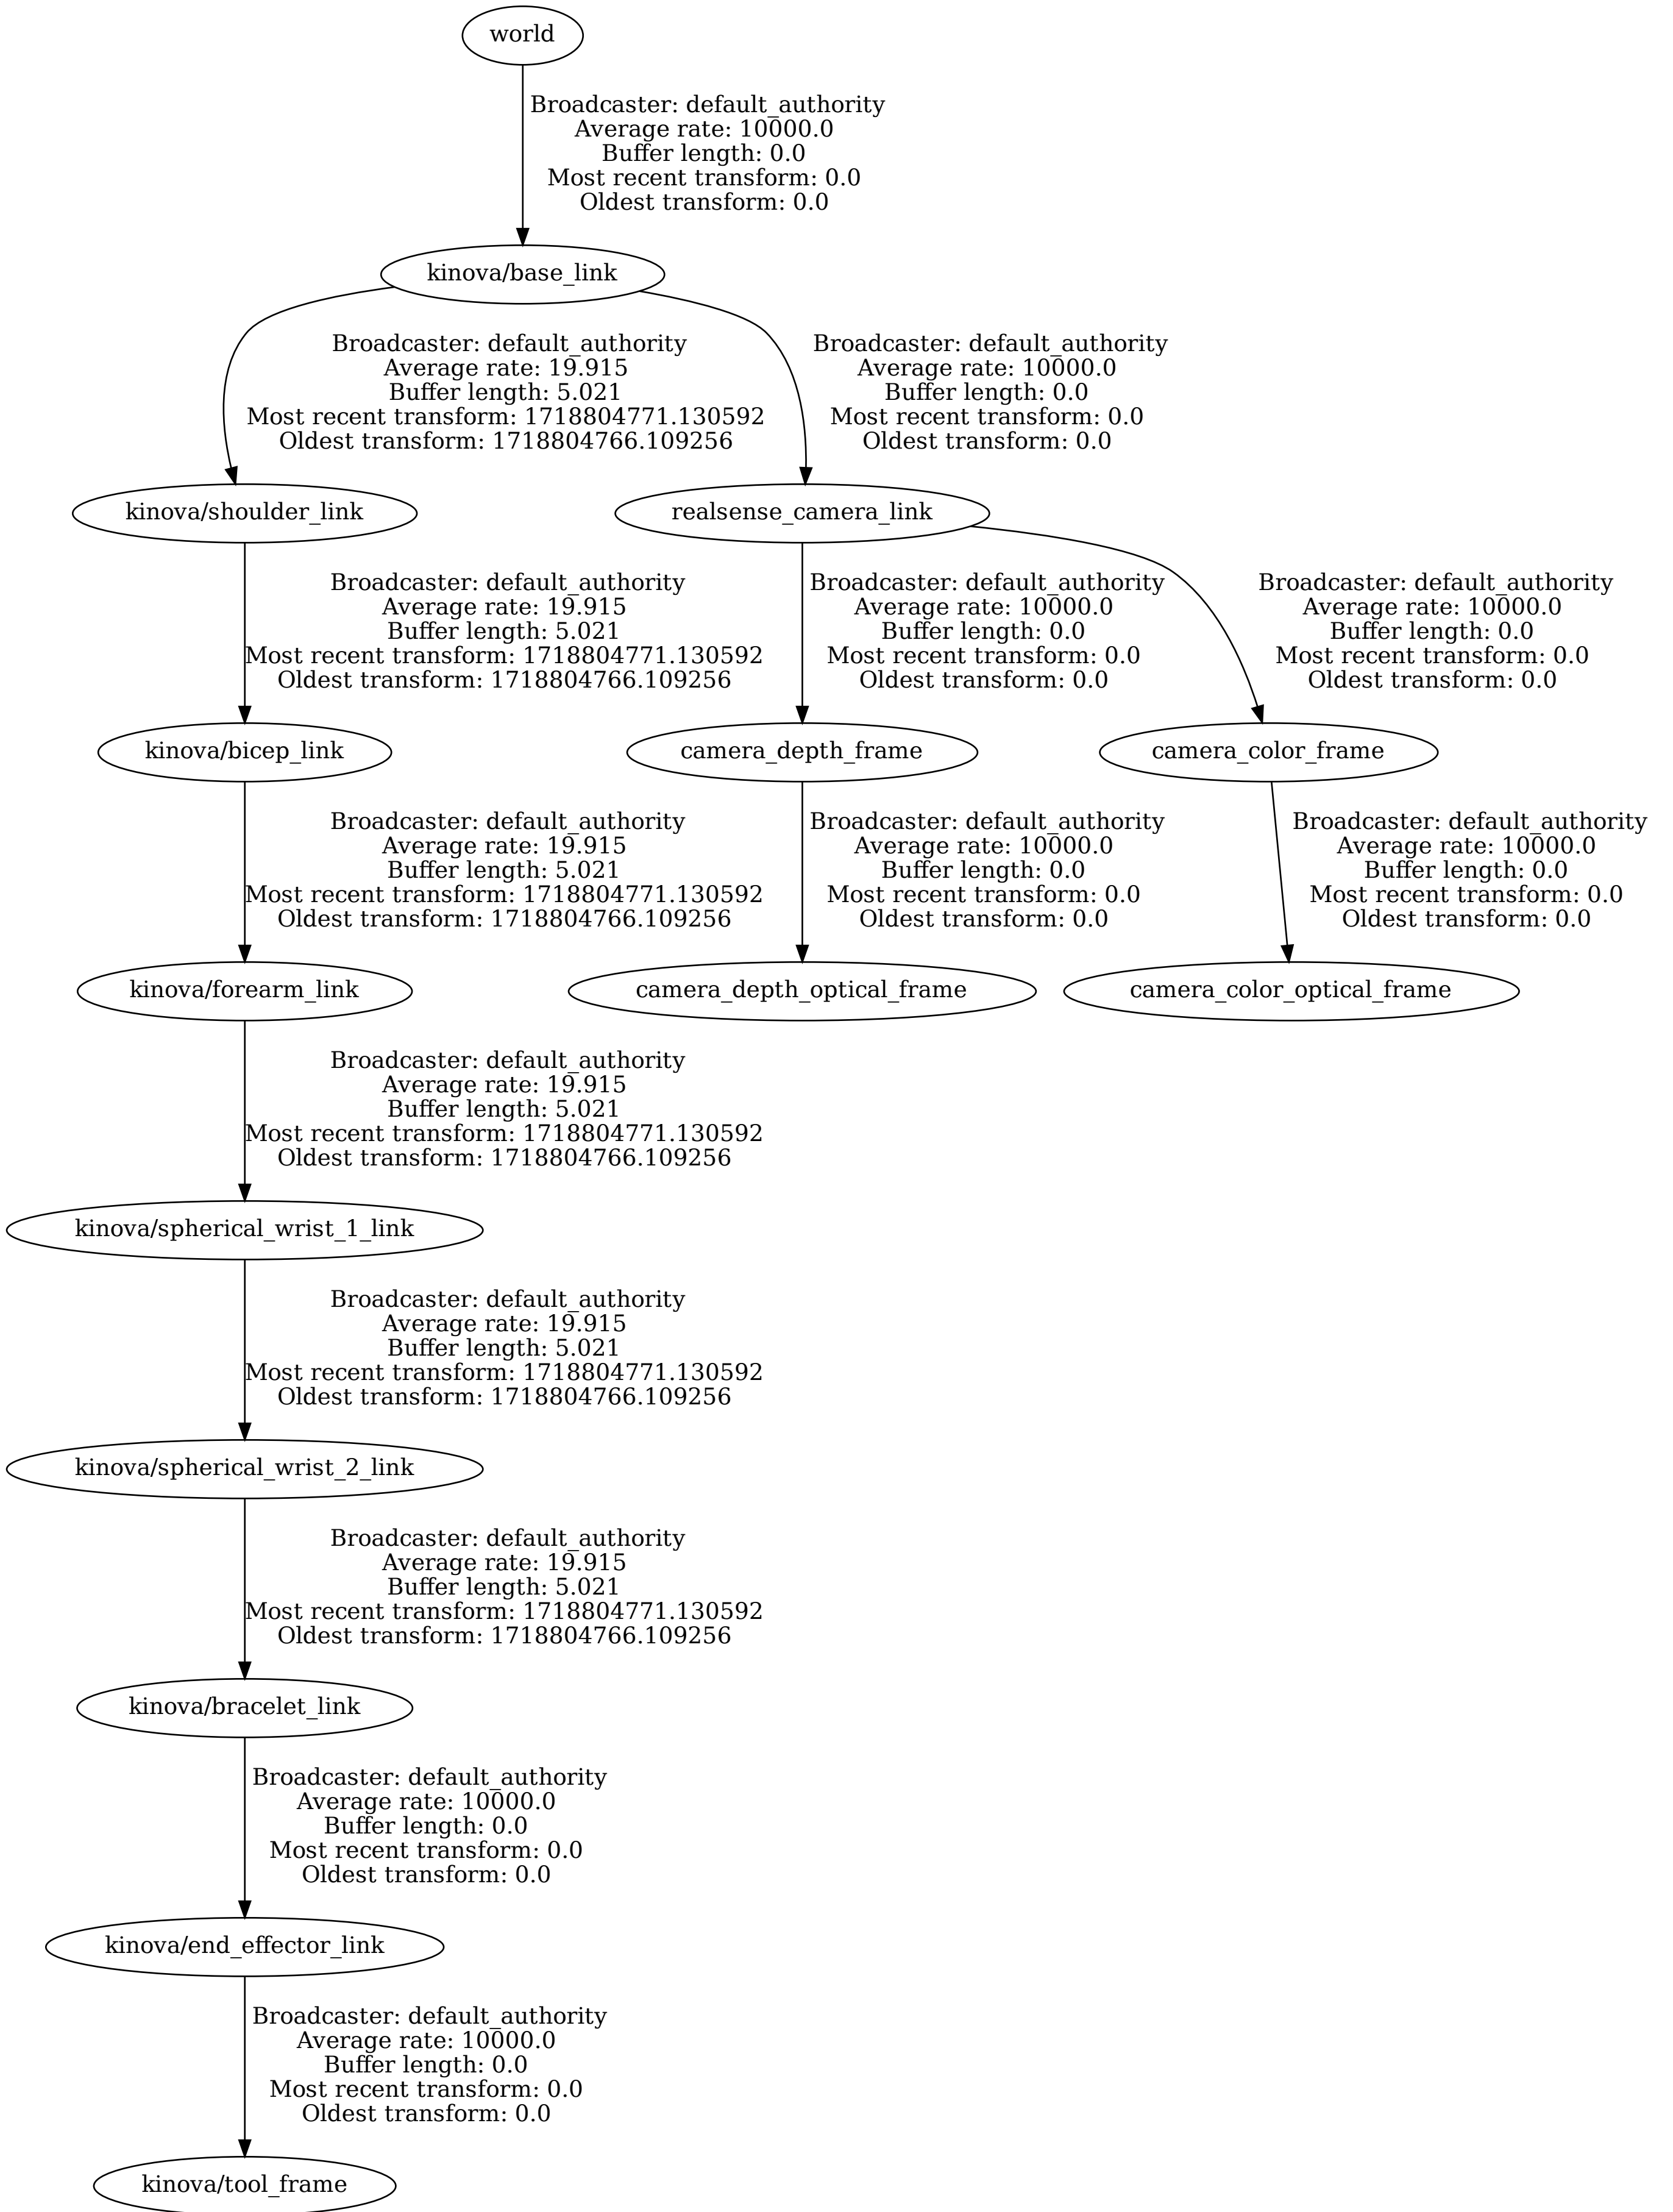 world
Broadcaster: default_authority
Average rate: 10000.0
Buffer length: 0.0
Most recent transform: 0.0
Oldest transform: 0.0
kinova/base_link
Broadcaster: default_authority
Average rate: 19.915
Buffer length: 5.021
Most recent transform: 1718804771.130592
Oldest transform: 1718804766.109256
Broadcaster: default_authority
Average rate: 10000.0
Buffer length: 0.0
Most recent transform: 0.0
Oldest transform: 0.0
kinova/shoulder_link
realsense_camera_link
Broadcaster: default_authority
Average rate: 19.915
Buffer length: 5.021
Most recent transform: 1718804771.130592
Oldest transform: 1718804766.109256
Broadcaster: default_authority
Average rate: 10000.0
Buffer length: 0.0
Most recent transform: 0.0
Oldest transform: 0.0
Broadcaster: default_authority
Average rate: 10000.0
Buffer length: 0.0
Most recent transform: 0.0
Oldest transform: 0.0
kinova/bicep_link
camera_depth_frame
camera_color_frame
Broadcaster: default_authority
Average rate: 19.915
Buffer length: 5.021
Most recent transform: 1718804771.130592
Oldest transform: 1718804766.109256
Broadcaster: default_authority
Average rate: 10000.0
Buffer length: 0.0
Most recent transform: 0.0
Oldest transform: 0.0
Broadcaster: default_authority
Average rate: 10000.0
Buffer length: 0.0
Most recent transform: 0.0
Oldest transform: 0.0
kinova/forearm_link
camera_depth_optical_frame
camera_color_optical_frame
Broadcaster: default_authority
Average rate: 19.915
Buffer length: 5.021
Most recent transform: 1718804771.130592
Oldest transform: 1718804766.109256
kinova/spherical_wrist_1_link
Broadcaster: default_authority
Average rate: 19.915
Buffer length: 5.021
Most recent transform: 1718804771.130592
Oldest transform: 1718804766.109256
kinova/spherical_wrist_2_link
Broadcaster: default_authority
Average rate: 19.915
Buffer length: 5.021
Most recent transform: 1718804771.130592
Oldest transform: 1718804766.109256
kinova/bracelet_link
Broadcaster: default_authority
Average rate: 10000.0
Buffer length: 0.0
Most recent transform: 0.0
Oldest transform: 0.0
kinova/end_effector_link
Broadcaster: default_authority
Average rate: 10000.0
Buffer length: 0.0
Most recent transform: 0.0
Oldest transform: 0.0
kinova/tool_frame